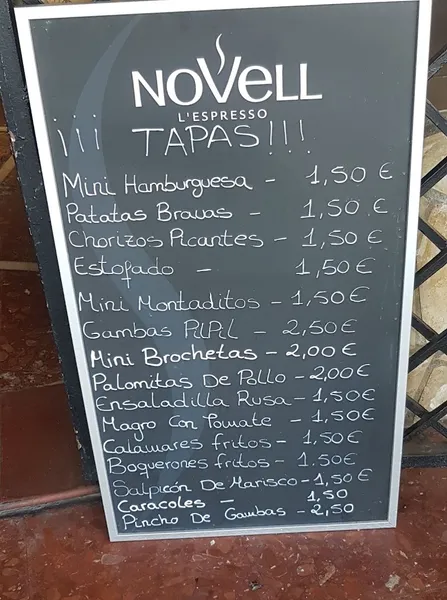 NOVELL
L'ESPRESSO
¡¡¡ TAPAS!!!
Mini Hamburguesa - 1,50 €
Patatas Bravas - 1,50 €
Chorizos Picantes - 1,50 €
Estofado - 1,50 €
Mini Montaditos - 1,50 €
Gambas PilPil - 2,50 €
Mini Brochetas - 2,00 €
Palomitas De Pollo - 2,00 €
Ensaladilla Rusa - 1,50 €
Magro Con Tomate - 1,50 €
Calamares fritos - 1.50 €
Boquerones fritos - 1.50 €
Salpicón De Marisco - 1,50 €
Caracoles - 1,50
Pincho De Gambas - 2,50